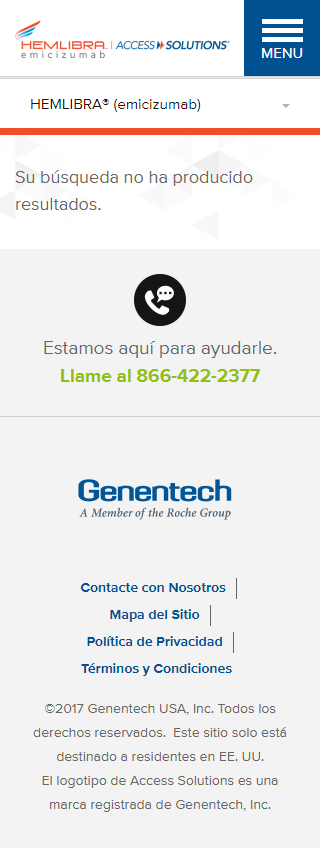 HEMLIBRA® | ACCESS SOLUTIONS®
emicizumab
MENU
HEMLIBRA® (emicizumab)
Su búsqueda no ha producido
resultados.
Estamos aquí para ayudarle.
Llame al 866-422-2377
Genentech
A Member of the Roche Group
Contacte con Nosotros
Mapa del Sitio
Política de Privacidad
Términos y Condiciones
©2017 Genentech USA, Inc. Todos los
derechos reservados. Este sitio solo está
destinado a residentes en EE. UU.
El logotipo de Access Solutions es una
marca registrada de Genentech, Inc.